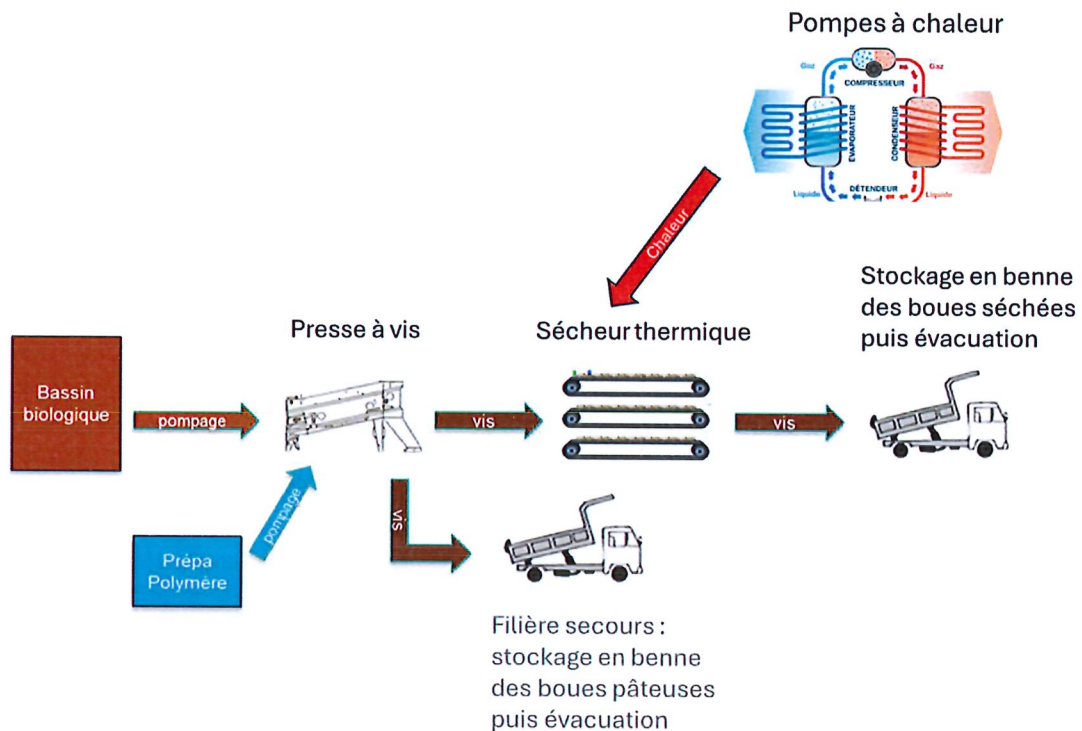 Pompes à chaleur
Gaz
Gaz
COMPRESSEUR
ÉVAPORATEUR
CONDENSEUR
DÉTENDEUR
Liquide
Liquide
Chaleur
Stockage en benne
des boues séchées
puis évacuation
Presse à vis
Sécheur thermique
Bassin
biologique
pompage
vis
vis
pompage
vis
Prépa
Polymère
Filière secours :
stockage en benne
des boues pâteuses
puis évacuation